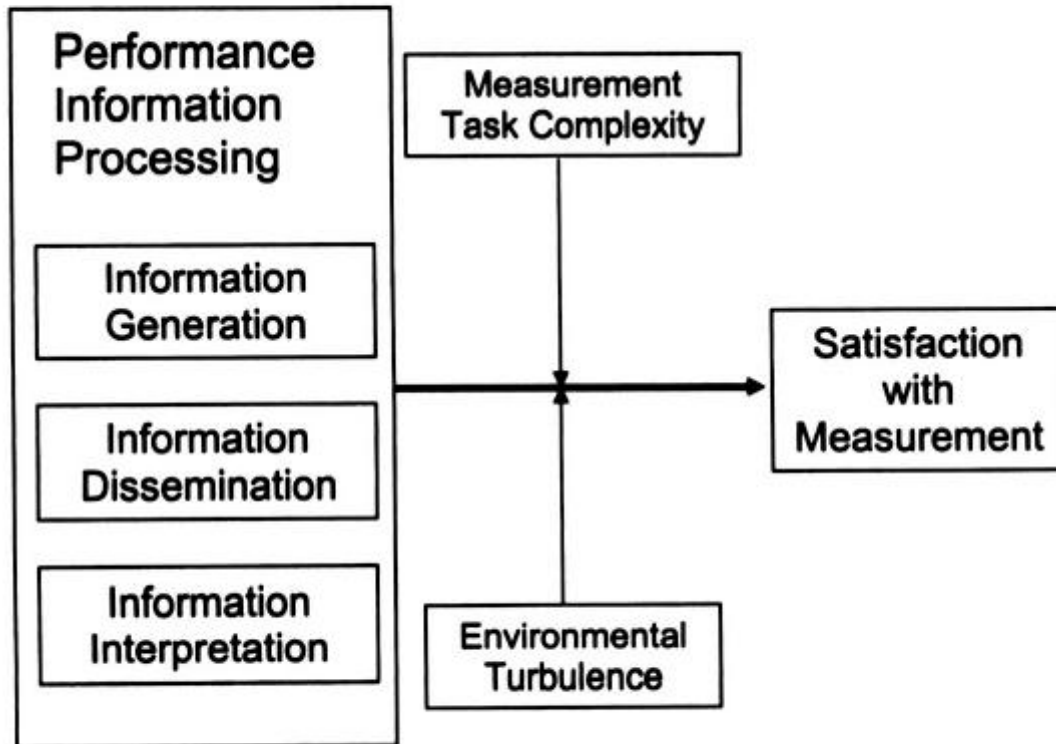 Performance
Information
Processing
Measurement
Task Complexity
Information
Generation
Information
Dissemination
Information
Interpretation
Satisfaction
with
Measurement
Environmental
Turbulence